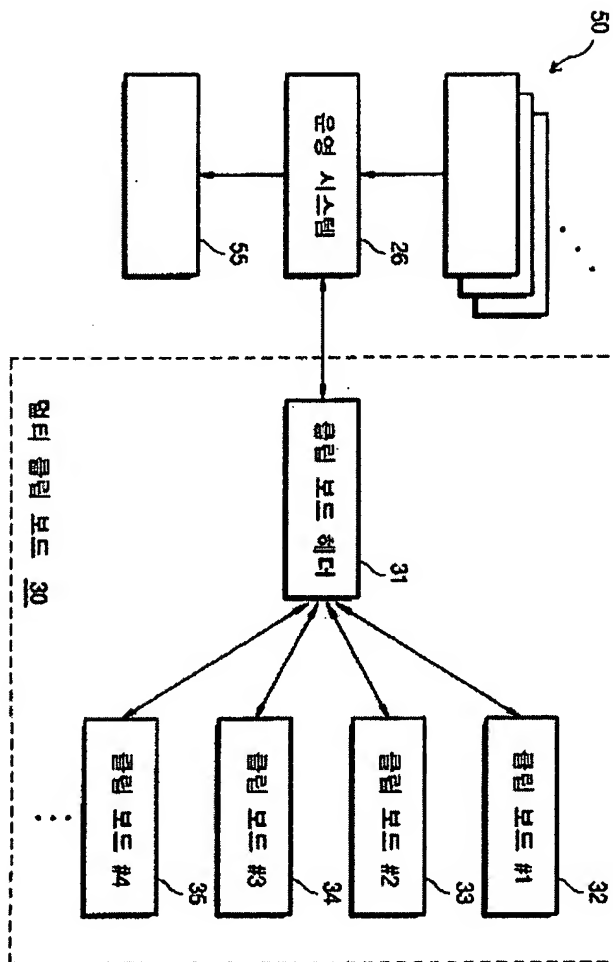 50
운영 시스템
26
55
멀티 클립 보드 30
클립 보드 헤더
31
클립 보드 #1
32
클립 보드 #2
33
클립 보드 #3
34
클립 보드 #4
35